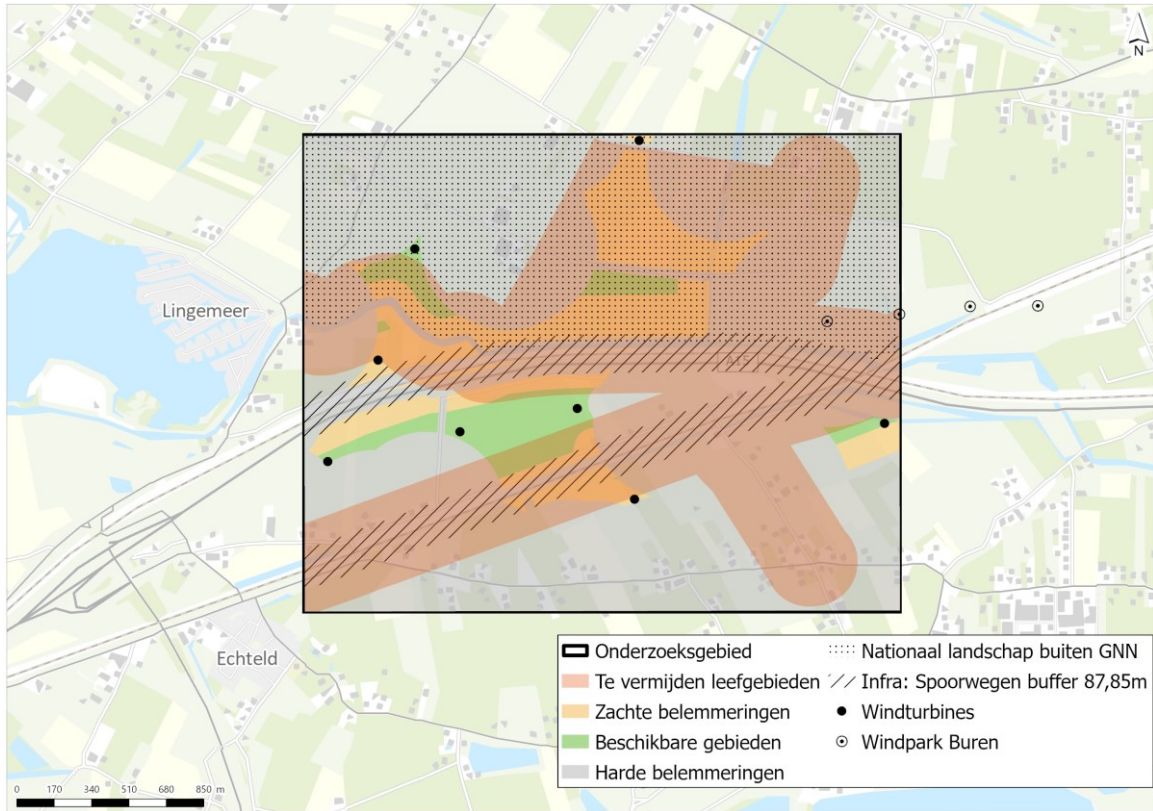 N
Lingemeer
A15
Echteld
Onderzoeksgebied
Te vermijden leefgebieden
Zachte belemmeringen
Beschikbare gebieden
Harde belemmeringen
Nationaal landschap buiten GNN
Infra: Spoorwegen buffer 87,85m
Windturbines
Windpark Buren
0 170 340 510 680 850 m